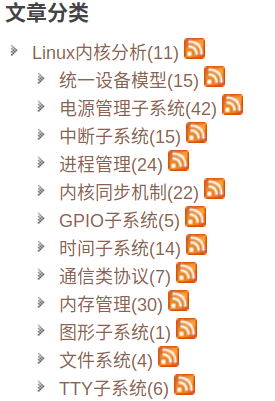 文章分类
Linux内核分析(11)
统一设备模型(15)
电源管理子系统(42)
中断子系统(15)
进程管理(24)
内核同步机制(22)
GPIO子系统(5)
时间子系统(14)
通信类协议(7)
内存管理(30)
图形子系统(1)
文件系统(4)
TTY子系统(6)